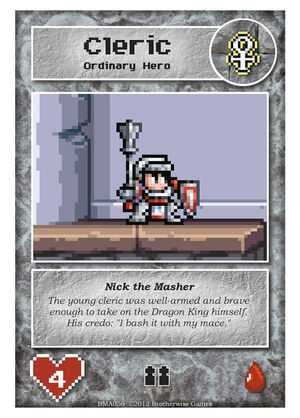 Cleric
Ordinary Hero
Nick the Masher
The young cleric was well-armed and brave
enough to take on the Dragon King himself.
His credo: "I bash it with my mace."
4
BMA056 ©2012 Brotherwise Games